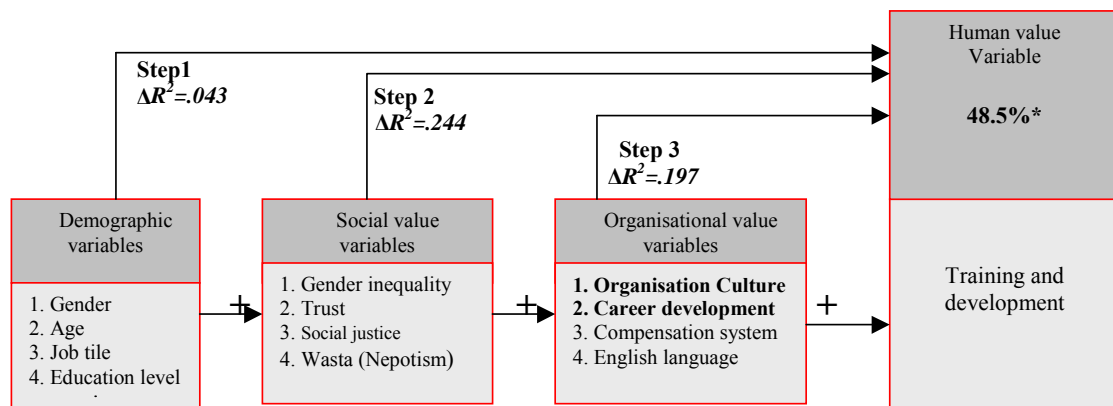 Step1
ΔR²=.043
Step 2
ΔR²=.244
Step 3
ΔR²=.197
Human value
Variable
48.5%*
Demographic
variables
1. Gender
2. Age
3. Job tile
4. Education level
+
Social value
variables
1. Gender inequality
2. Trust
3. Social justice
4. Wasta (Nepotism)
+
Organisational value
variables
1. Organisation Culture
2. Career development
3. Compensation system
4. English language
+
Training and
development